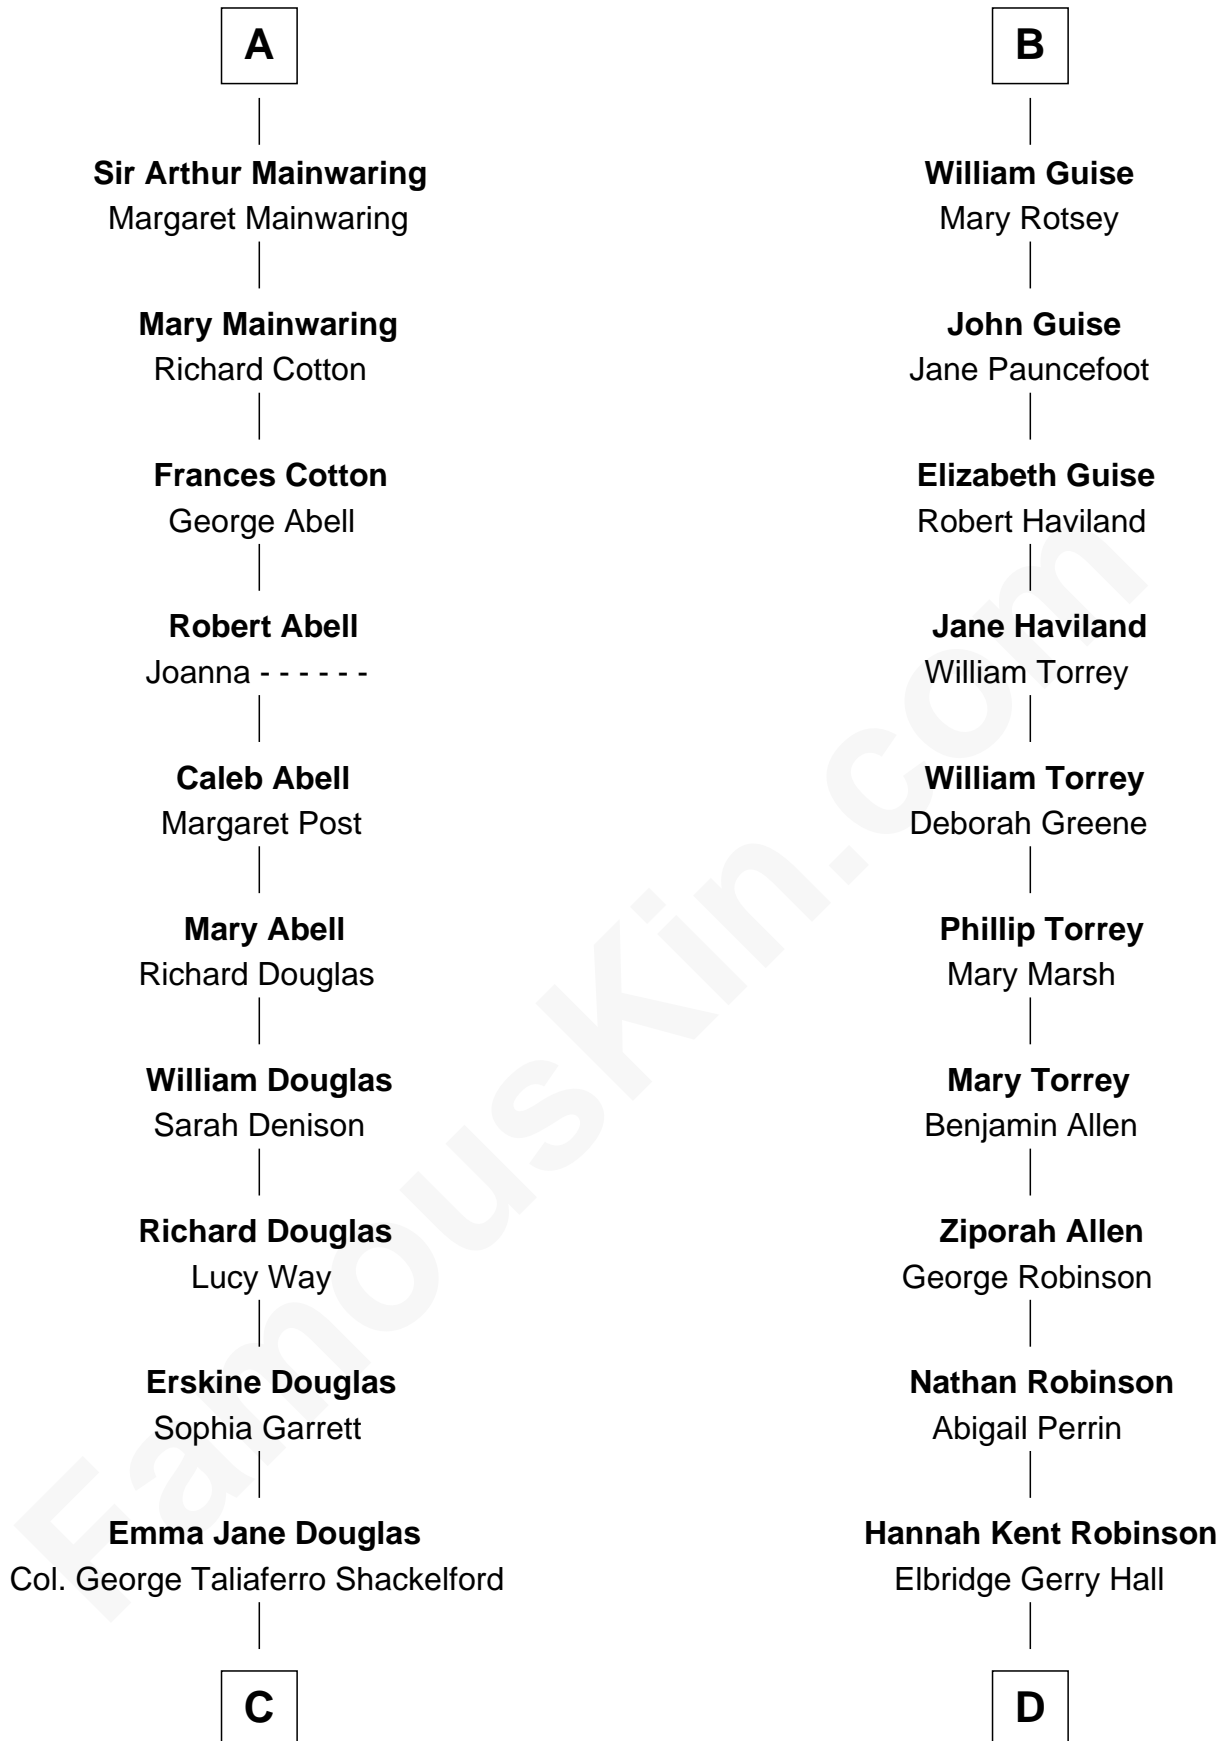 A
Sir Arthur Mainwaring
Margaret Mainwaring
Mary Mainwaring
Richard Cotton
Frances Cotton
George Abell
Robert Abell
Joanna - - - - - -
Caleb Abell
Margaret Post
Mary Abell
Richard Douglas
William Douglas
Sarah Denison
Richard Douglas
Lucy Way
Erskine Douglas
Sophia Garrett
Emma Jane Douglas
Col. George Taliaferro Shackelford
C
B
William Guise
Mary Rotsey
John Guise
Jane Pauncefoot
Elizabeth Guise
Robert Haviland
Jane Haviland
William Torrey
William Torrey
Deborah Greene
Phillip Torrey
Mary Marsh
Mary Torrey
Benjamin Allen
Ziporah Allen
George Robinson
Nathan Robinson
Abigail Perrin
Hannah Kent Robinson
Elbridge Gerry Hall
D
FamousKin.com